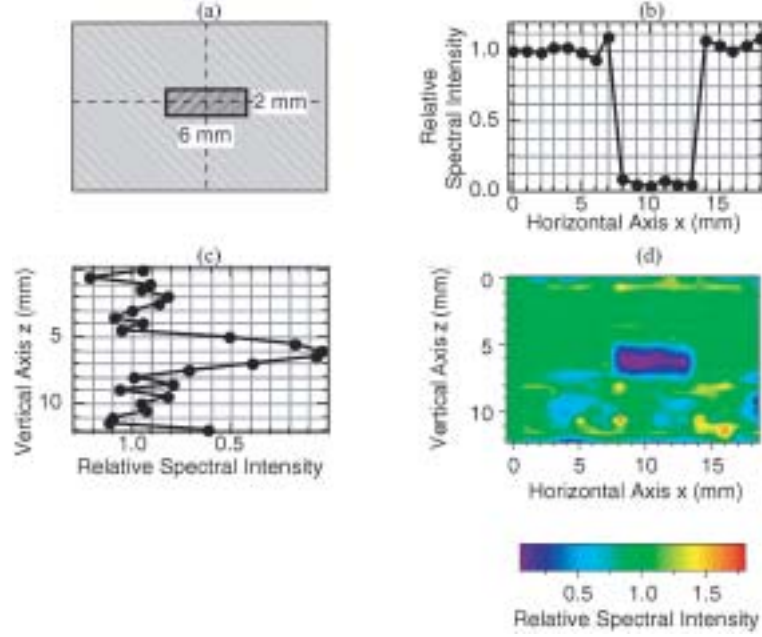 (a)
2 mm
6 mm
(b)
Relative
Spectral Intensity
1.0
0.5
0.0
0 5 10 15
Horizontal Axis x (mm)
(c)
Vertical Axis z (mm)
5
10
1.0 0.5
Relative Spectral Intensity
(d)
Vertical Axis z (mm)
0
5
10
0 5 10 15
Horizontal Axis x (mm)
0.5 1.0 1.5
Relative Spectral Intensity